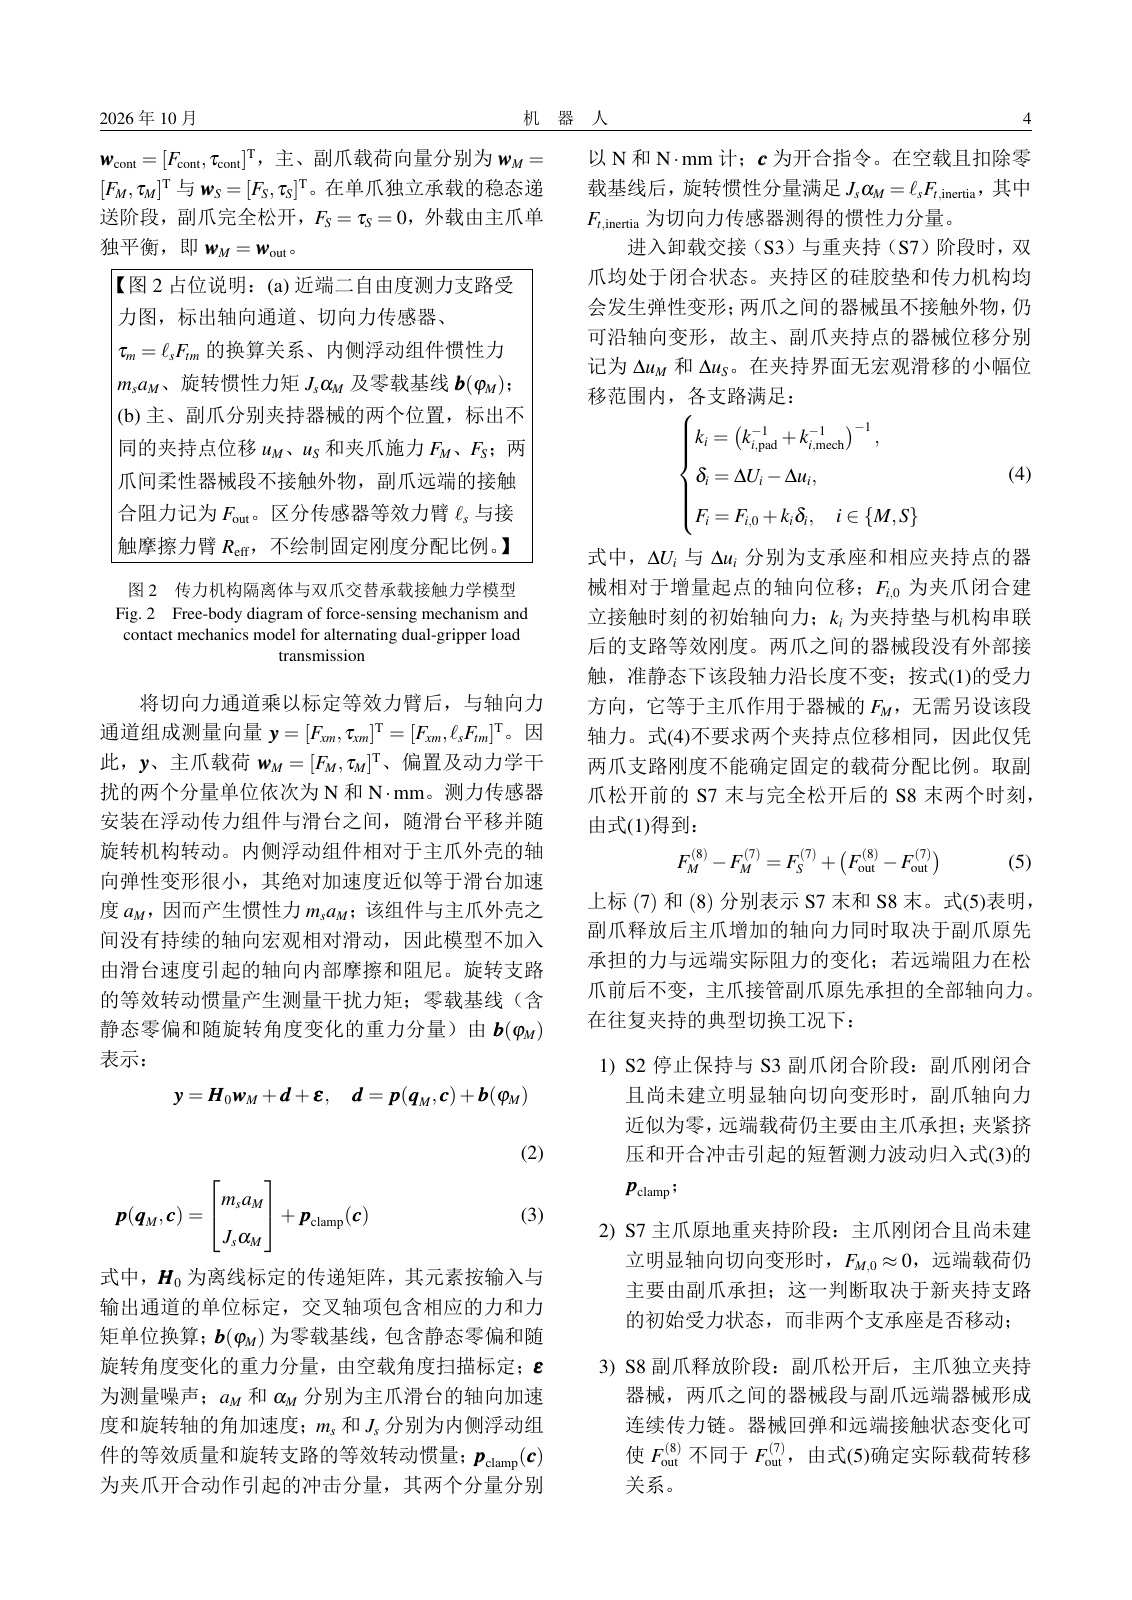 2026 年 10 月 机 器 人 4
w_cont = [F_cont, τ_cont]^T，主、副爪载荷向量分别为 w_M =
[F_M, τ_M]^T 与 w_S = [F_S, τ_S]^T。在单爪独立承载的稳态递
送阶段，副爪完全松开，F_S = τ_S = 0，外载由主爪单
独平衡，即 w_M = w_out。
【图 2 占位说明：(a) 近端二自由度测力支路受
力图，标出轴向通道、切向力传感器、
τ_m = ℓ_s F_tm 的换算关系、内侧浮动组件惯性力
m_s a_M、旋转惯性力矩 J_s α_M 及零载基线 b(φ_M)；
(b) 主、副爪分别夹持器械的两个位置，标出不
同的夹持点位移 u_M、u_S 和夹爪施力 F_M、F_S；两
爪间柔性器械段不接触外物，副爪远端的接触
合阻力记为 F_out。区分传感器等效力臂 ℓ_s 与接
触摩擦力臂 R_eff，不绘制固定刚度分配比例。】
图 2 传力机构隔离体与双爪交替承载接触力学模型
Fig. 2 Free-body diagram of force-sensing mechanism and
contact mechanics model for alternating dual-gripper load
transmission
将切向力通道乘以标定等效力臂后，与轴向力
通道组成测量向量 y = [F_xm, τ_xm]^T = [F_xm, ℓ_s F_tm]^T。因
此，y、主爪载荷 w_M = [F_M, τ_M]^T、偏置及动力学干
扰的两个分量单位依次为 N 和 N·mm。测力传感器
安装在浮动传力组件与滑台之间，随滑台平移并随
旋转机构转动。内侧浮动组件相对于主爪外壳的轴
向弹性变形很小，其绝对加速度近似等于滑台加速
度 a_M，因而产生惯性力 m_s a_M；该组件与主爪外壳之
间没有持续的轴向宏观相对滑动，因此模型不加入
由滑台速度引起的轴向内部摩擦和阻尼。旋转支路
的等效转动惯量产生测量干扰力矩；零载基线（含
静态零偏和随旋转角度变化的重力分量）由 b(φ_M)
表示：
y = H_0 w_M + d + ε, d = p(q_M, c) + b(φ_M)
(2)
p(q_M, c) = [m_s a_M; J_s α_M] + p_clamp(c) (3)
式中，H_0 为离线标定的传递矩阵，其元素按输入与
输出通道的单位标定，交叉轴项包含相应的力和力
矩单位换算；b(φ_M) 为零载基线，包含静态零偏和随
旋转角度变化的重力分量，由空载角度扫描标定；ε
为测量噪声；a_M 和 α_M 分别为主爪滑台的轴向加速
度和旋转轴的角加速度；m_s 和 J_s 分别为内侧浮动组
件的等效质量和旋转支路的等效转动惯量；p_clamp(c)
为夹爪开合动作引起的冲击分量，其两个分量分别
以 N 和 N·mm 计；c 为开合指令。在空载且扣除零
载基线后，旋转惯性分量满足 J_s α_M = ℓ_s F_t,inertia，其中
F_t,inertia 为切向力传感器测得的惯性力分量。
进入卸载交接（S3）与重夹持（S7）阶段时，双
爪均处于闭合状态。夹持区的硅胶垫和传力机构均
会发生弹性变形；两爪之间的器械虽不接触外物，仍
可沿轴向变形，故主、副爪夹持点的器械位移分别
记为 Δu_M 和 Δu_S。在夹持界面无宏观滑移的小幅位
移范围内，各支路满足：
k_i = (k_i,pad^−1 + k_i,mech^−1)^−1,
δ_i = ΔU_i − Δu_i, (4)
F_i = F_i,0 + k_i δ_i, i ∈ {M, S}
式中，ΔU_i 与 Δu_i 分别为支承座和相应夹持点的器
械相对于增量起点的轴向位移；F_i,0 为夹爪闭合建
立接触时刻的初始轴向力；k_i 为夹持垫与机构串联
后的支路等效刚度。两爪之间的器械段没有外部接
触，准静态下该段轴力沿长度不变；按式(1)的受力
方向，它等于主爪作用于器械的 F_M，无需另设该段
轴力。式(4)不要求两个夹持点位移相同，因此仅凭
两爪支路刚度不能确定固定的载荷分配比例。取副
爪松开前的 S7 末与完全松开后的 S8 末两个时刻，
由式(1)得到：
F_M^(8) − F_M^(7) = F_S^(7) + (F_out^(8) − F_out^(7)) (5)
上标 (7) 和 (8) 分别表示 S7 末和 S8 末。式(5)表明，
副爪释放后主爪增加的轴向力同时取决于副爪原先
承担的力与远端实际阻力的变化；若远端阻力在松
爪前后不变，主爪接管副爪原先承担的全部轴向力。
在往复夹持的典型切换工况下：
1) S2 停止保持与 S3 副爪闭合阶段：副爪刚闭合
且尚未建立明显轴向切向变形时，副爪轴向力
近似为零，远端载荷仍主要由主爪承担；夹紧挤
压和开合冲击引起的短暂测力波动归入式(3)的
p_clamp；
2) S7 主爪原地重夹持阶段：主爪刚闭合且尚未建
立明显轴向切向变形时，F_M,0 ≈ 0，远端载荷仍
主要由副爪承担；这一判断取决于新夹持支路
的初始受力状态，而非两个支承座是否移动；
3) S8 副爪释放阶段：副爪松开后，主爪独立夹持
器械，两爪之间的器械段与副爪远端器械形成
连续传力链。器械回弹和远端接触状态变化可
使 F_out^(8) 不同于 F_out^(7)，由式(5)确定实际载荷转移
关系。